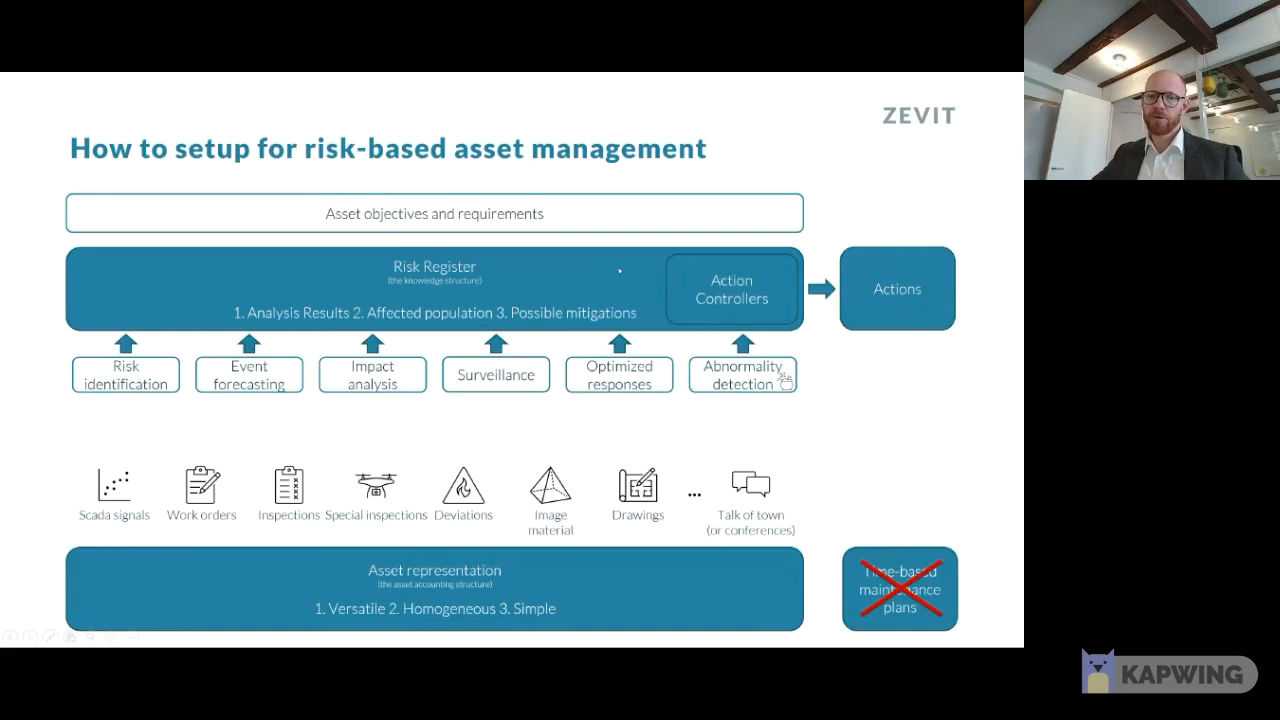 ZEVIT
How to setup for risk-based asset management
Asset objectives and requirements
Risk Register
(the knowledge structure)
1. Analysis Results 2. Affected population 3. Possible mitigations
Action
Controllers
Actions
Risk
identification
Event
forecasting
Impact
analysis
Surveillance
Optimized
responses
Abnormality
detection
Scada signals
Work orders
Inspections
Special inspections
Deviations
Image
material
Drawings
...
Talk of town
(or conferences)
Asset representation
(the asset accounting structure)
1. Versatile 2. Homogeneous 3. Simple
Time-based
maintenance
plans
KAPWING